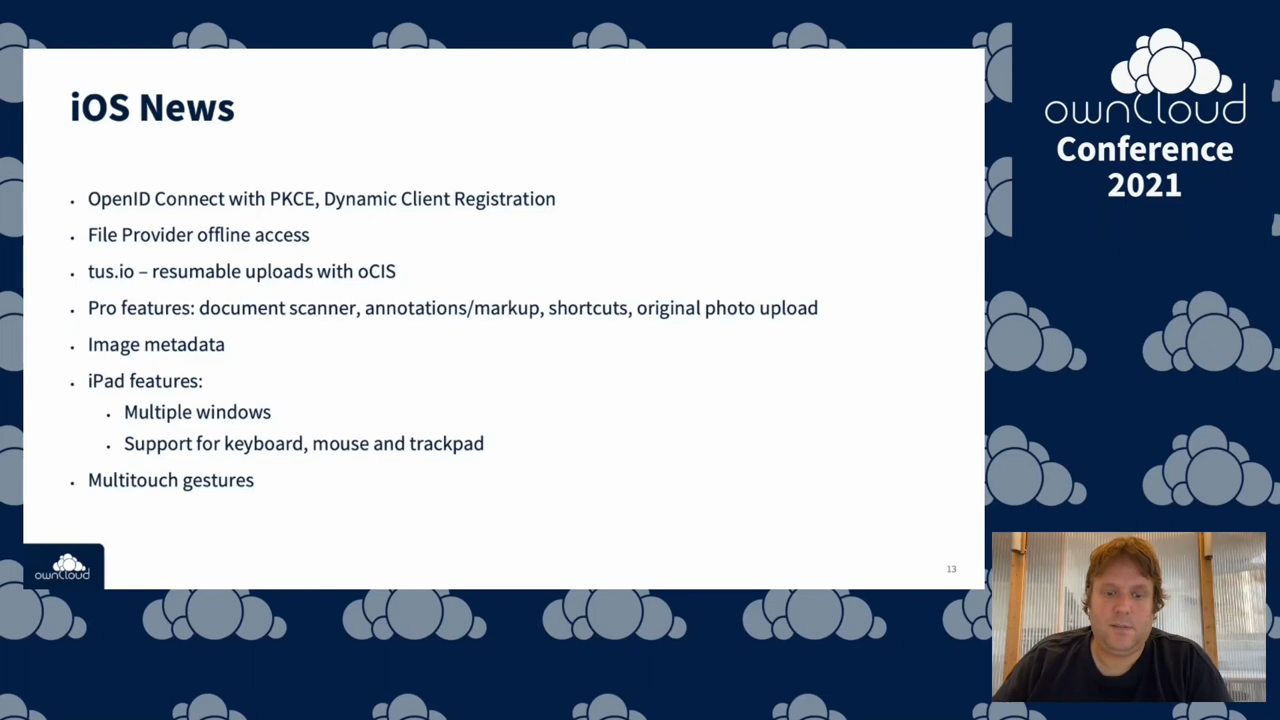 iOS News
OpenID Connect with PKCE, Dynamic Client Registration
File Provider offline access
tus.io – resumable uploads with oCIS
Pro features: document scanner, annotations/markup, shortcuts, original photo upload
Image metadata
iPad features:
Multiple windows
Support for keyboard, mouse and trackpad
Multitouch gestures
ownCloud
13
ownCloud
Conference
2021